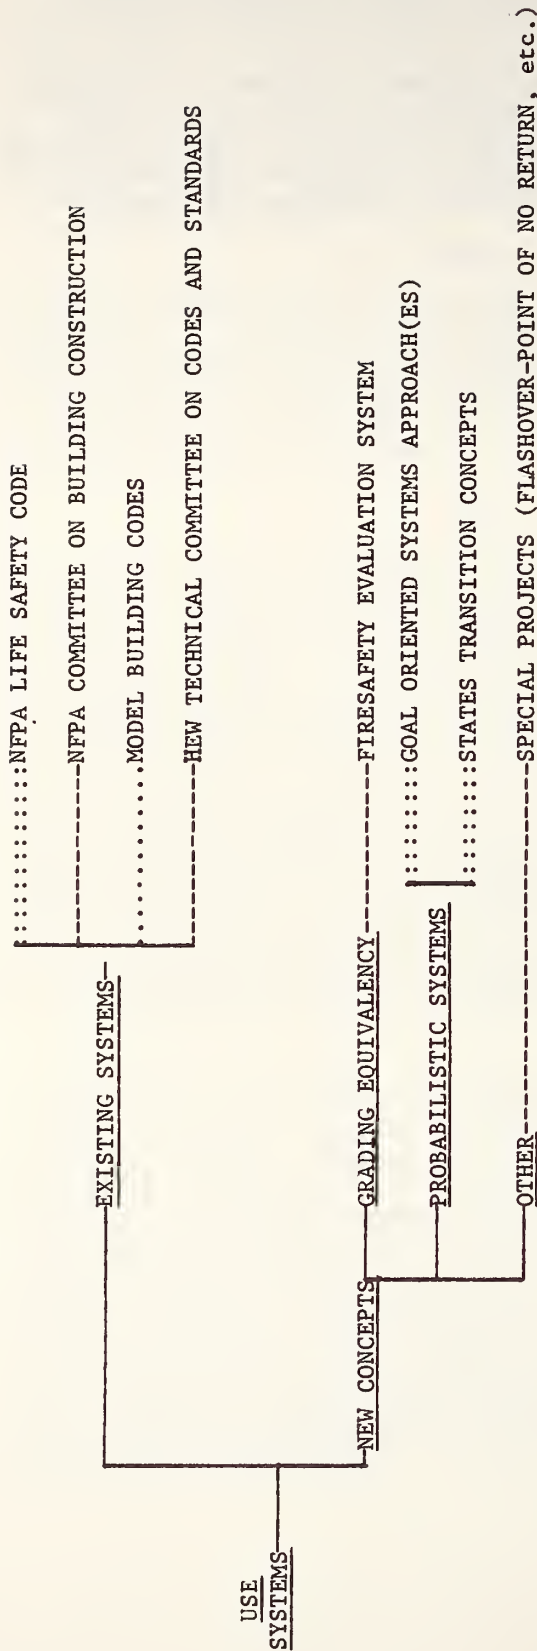 USE
SYSTEMS
EXISTING SYSTEMS
NFPA LIFE SAFETY CODE
NFPA COMMITTEE ON BUILDING CONSTRUCTION
MODEL BUILDING CODES
HEW TECHNICAL COMMITTEE ON CODES AND STANDARDS
NEW CONCEPTS
GRADING EQUIVALENCY
FIRESAFETY EVALUATION SYSTEM
PROBABILISTIC SYSTEMS
GOAL ORIENTED SYSTEMS APPROACH(ES)
STATES TRANSITION CONCEPTS
OTHER
SPECIAL PROJECTS (FLASHOVER-POINT OF NO RETURN, etc.)